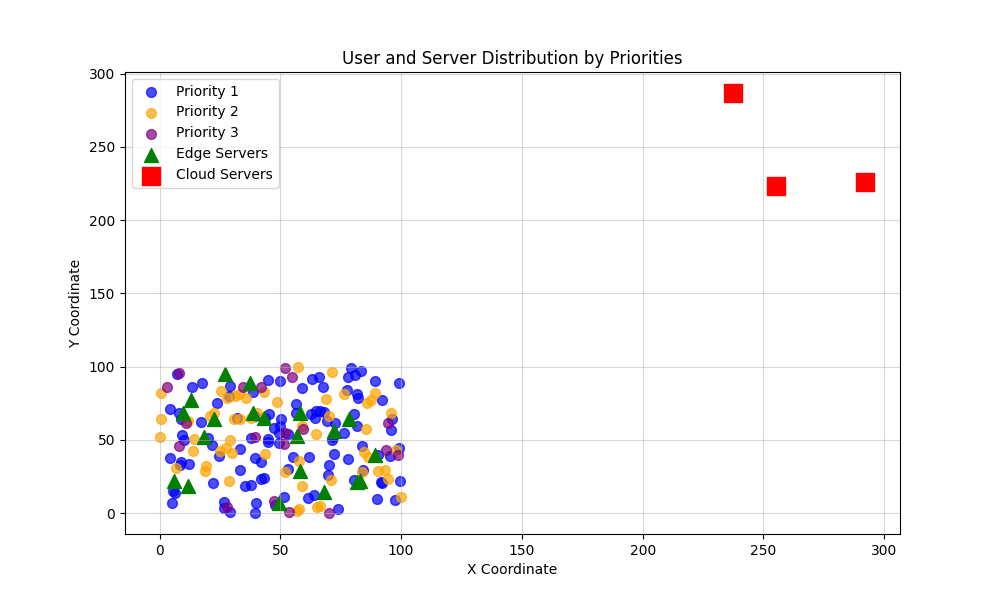 User and Server Distribution by Priorities
Priority 1
Priority 2
Priority 3
Edge Servers
Cloud Servers
Y Coordinate
300
250
200
150
100
50
0
0 50 100 150 200 250 300
X Coordinate